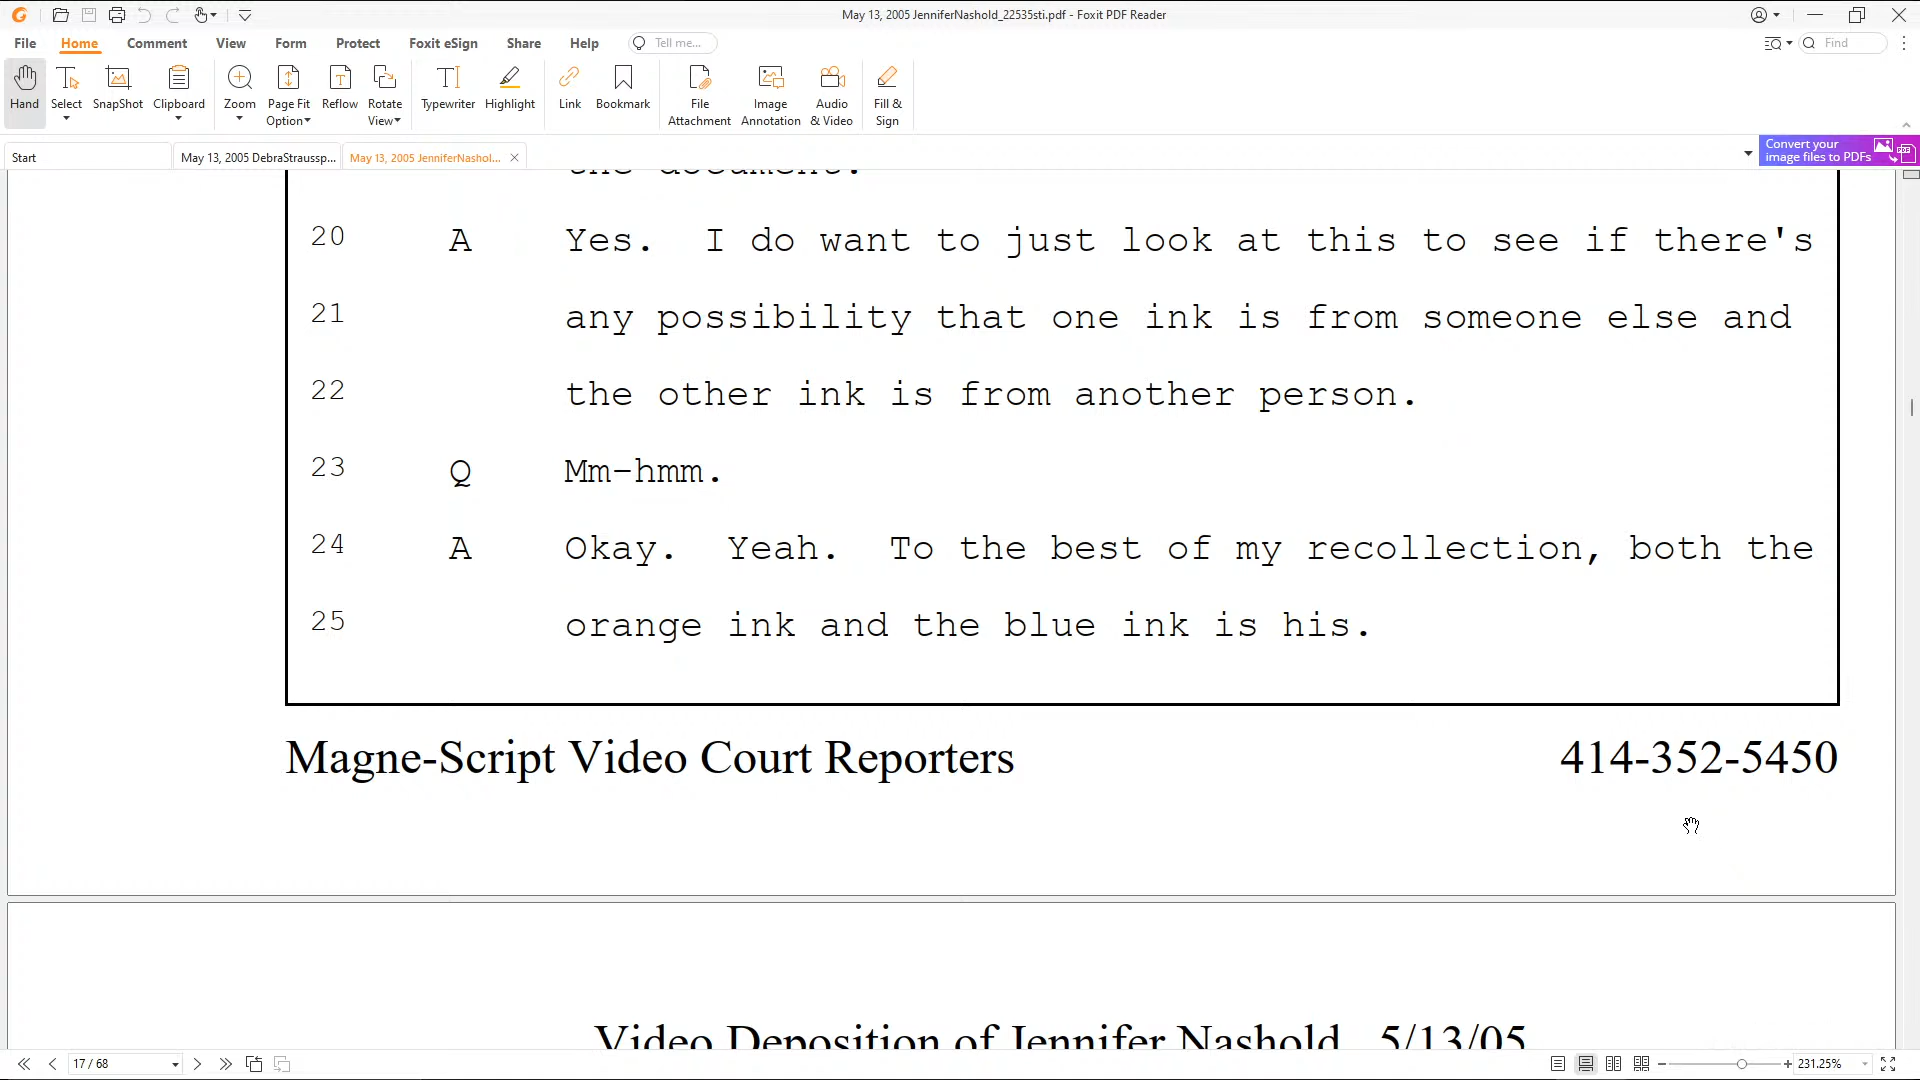 May 13, 2005 JenniferNashold_22535sti.pdf - Foxit PDF Reader
File Home Comment View Form Protect Foxit eSign Share Help Tell me... Find
Hand Select SnapShot Clipboard Zoom Page Fit Option Reflow Rotate View Typewriter Highlight Link Bookmark File Attachment Image Annotation Audio & Video Fill & Sign
Start May 13, 2005 DebraStraussp... May 13, 2005 JenniferNashol... Convert your
image files to PDFs
the document.
20 A Yes. I do want to just look at this to see if there's
21 any possibility that one ink is from someone else and
22 the other ink is from another person.
23 Q Mm-hmm.
24 A Okay. Yeah. To the best of my recollection, both the
25 orange ink and the blue ink is his.
Magne-Script Video Court Reporters 414-352-5450
Video Deposition of Jennifer Nashold 5/13/05
17 / 68 231.25%